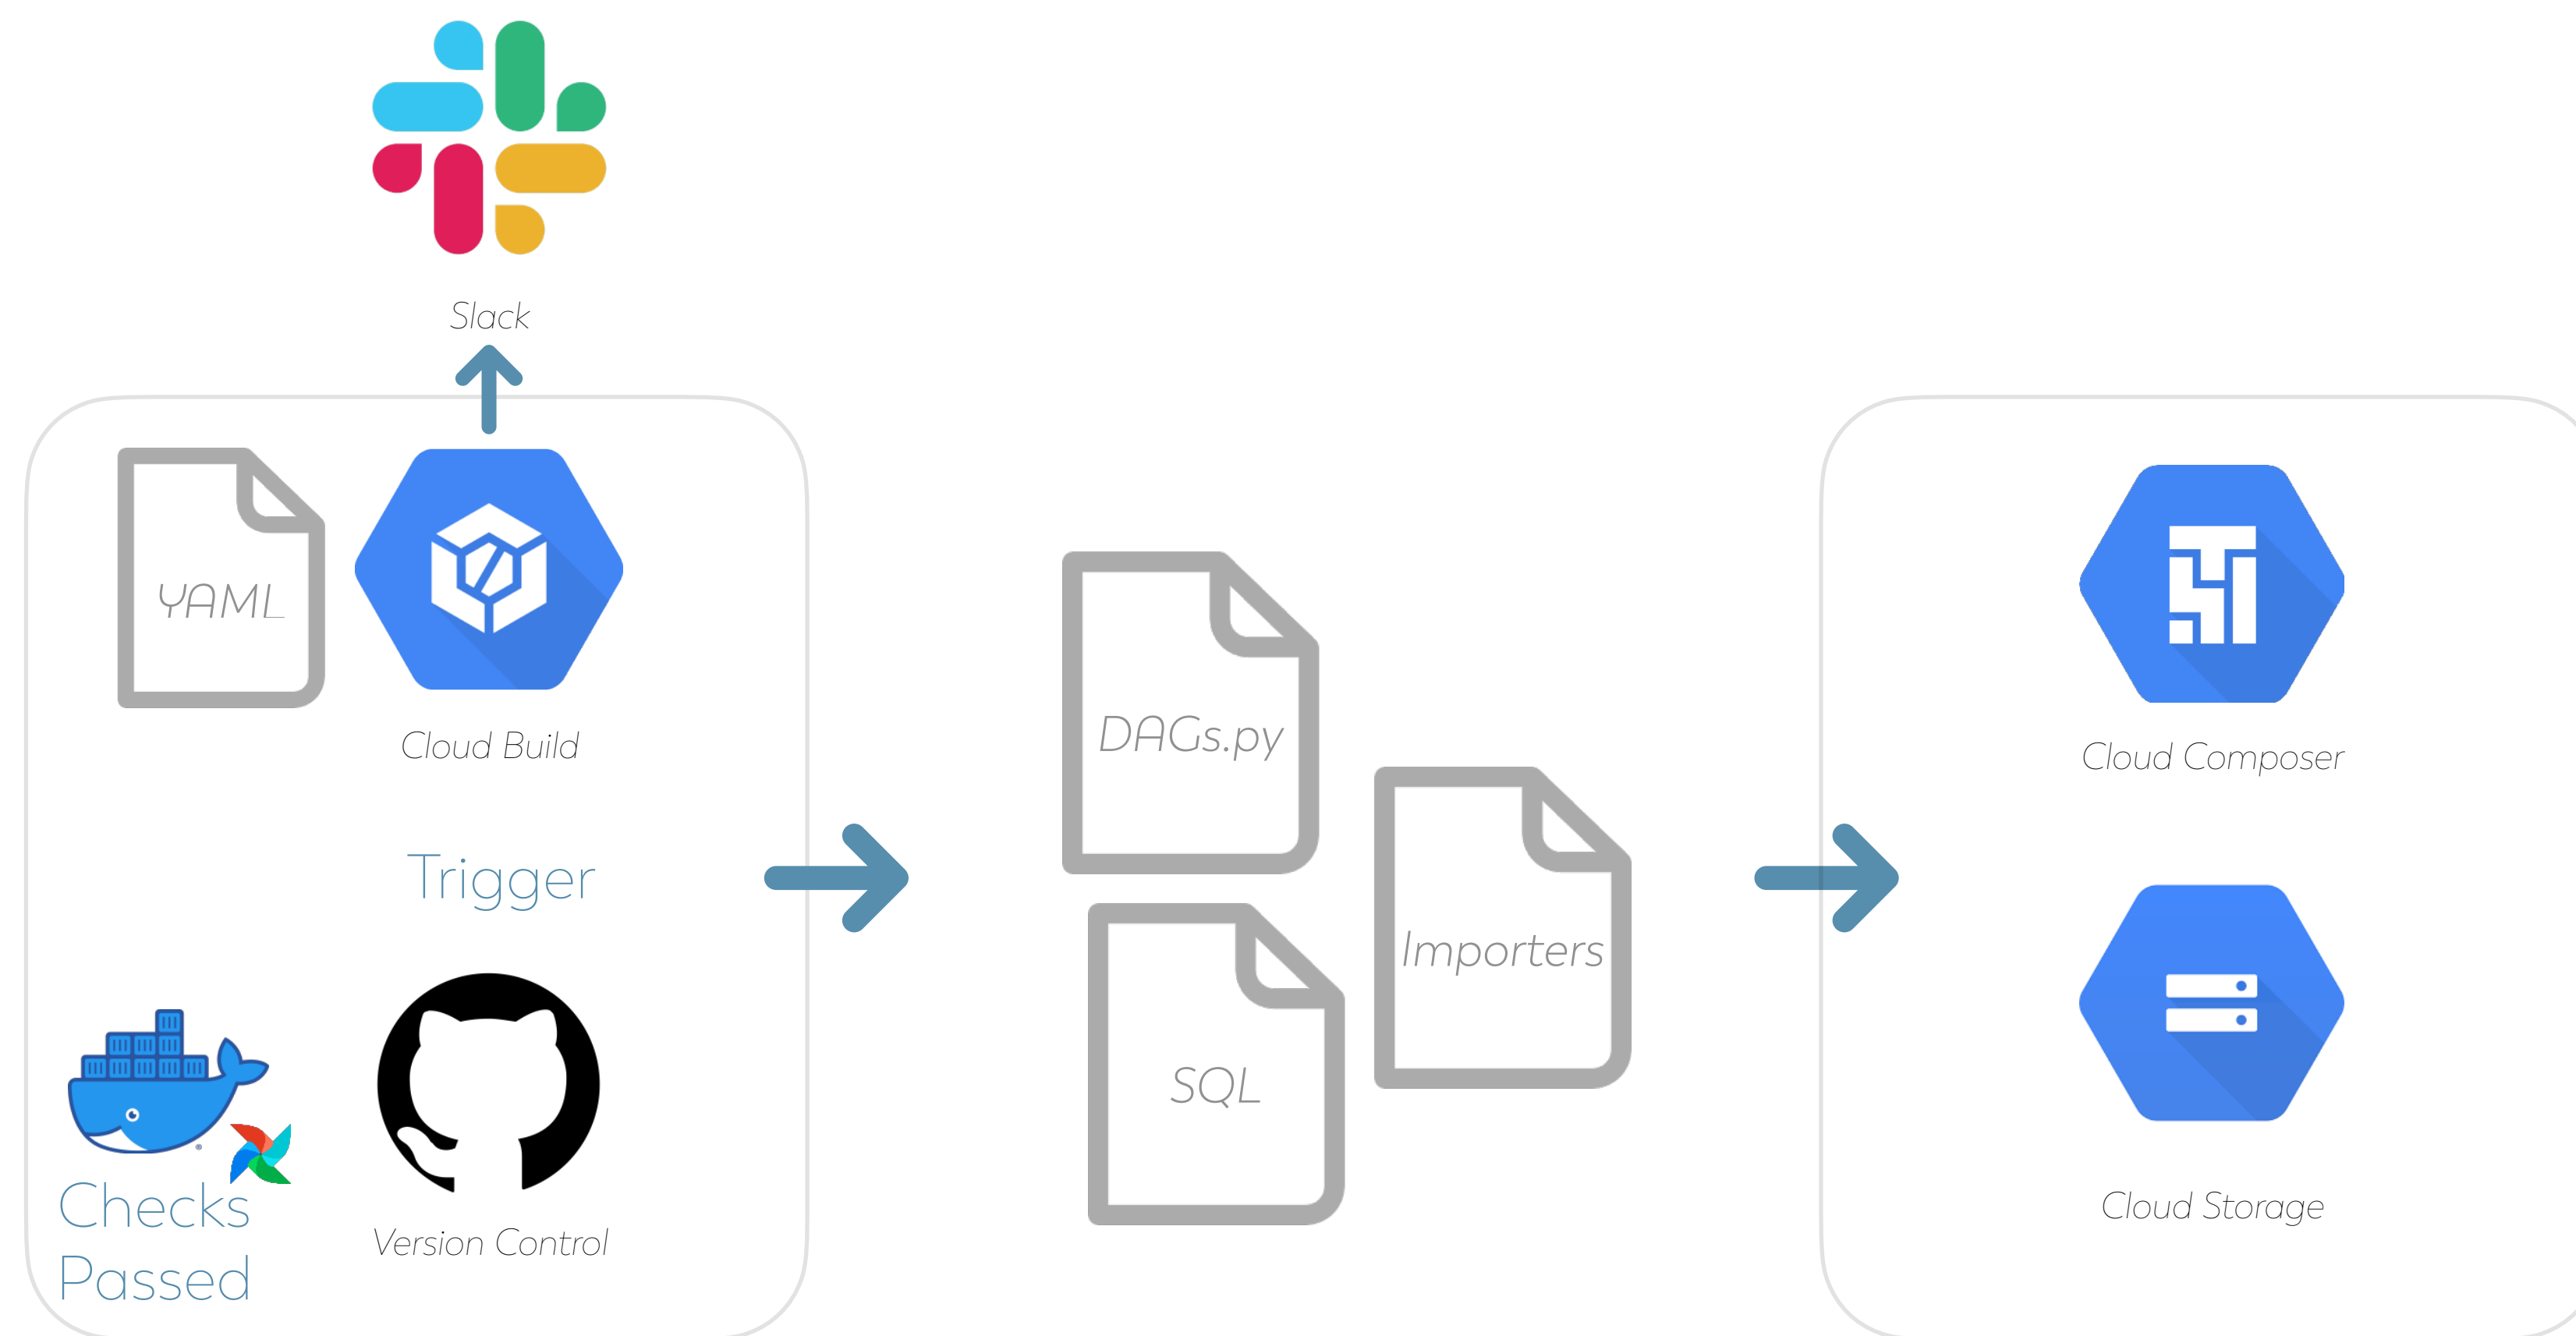 Slack
YAML
Cloud Build
Trigger
Checks
Passed
Version Control
DAGs.py
Importers
SQL
Cloud Composer
Cloud Storage